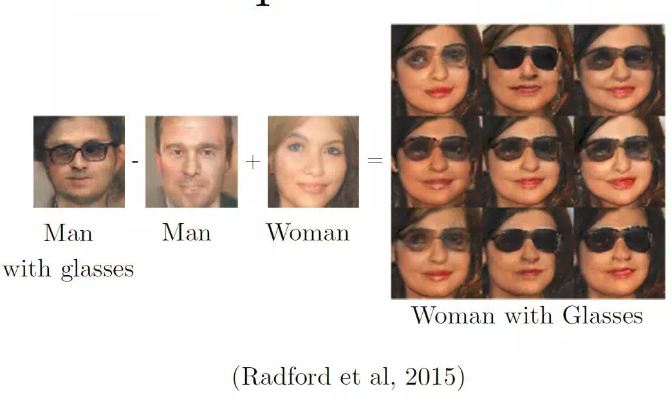 - + =
Man Man Woman
with glasses
Woman with Glasses
(Radford et al, 2015)